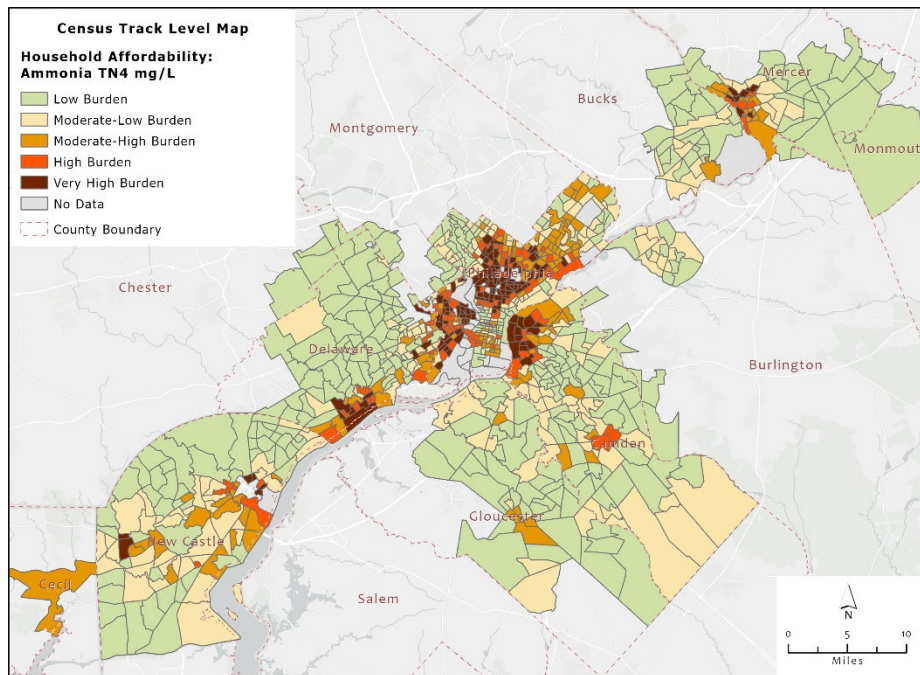 Census Track Level Map
Household Affordability:
Ammonia TN4 mg/L
Low Burden
Moderate-Low Burden
Moderate-High Burden
High Burden
Very High Burden
No Data
County Boundary
Mercer
Bucks
Montgomery
Monmout
Philadelphia
Chester
Delaware
Burlington
Camden
Gloucester
New Castle
Cecil
Salem
N
0 5 10
Miles